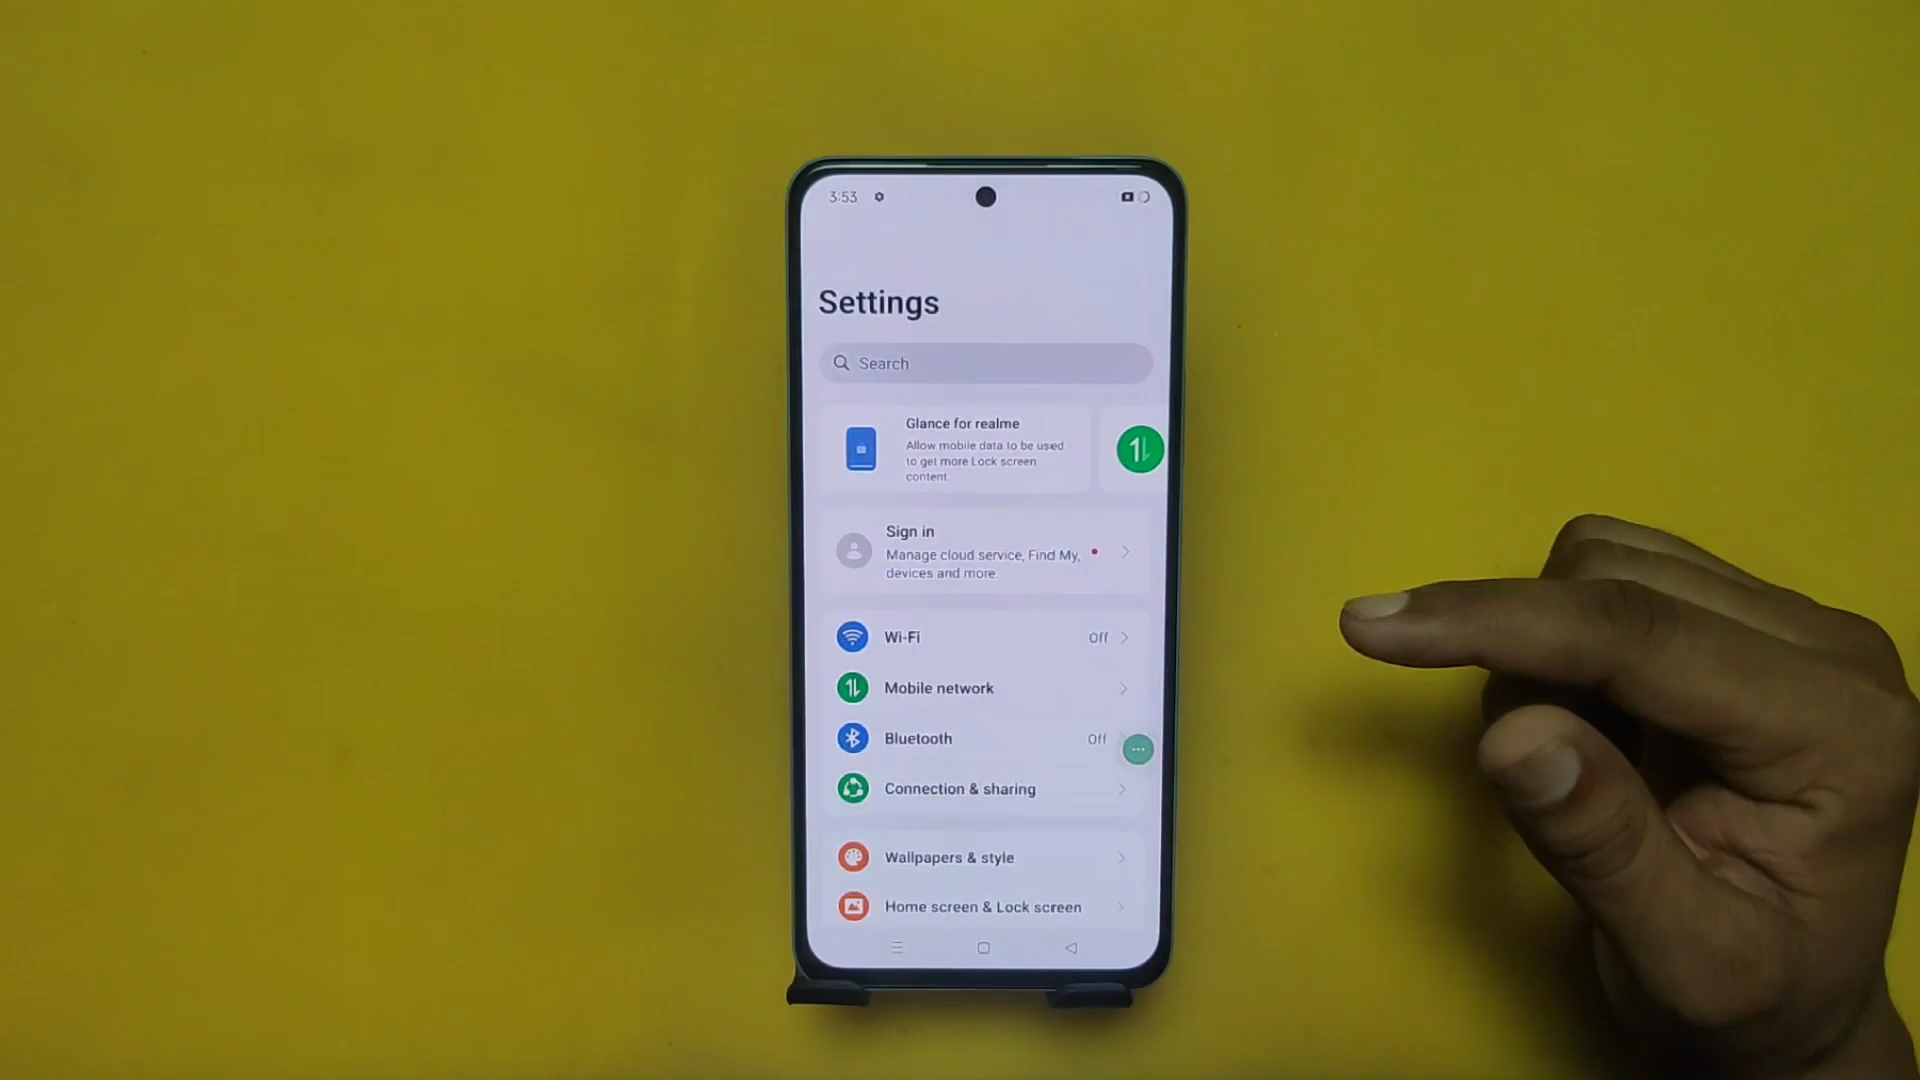 3:53
Settings
Search
Glance for realme
Allow mobile data to be used
to get more Lock screen
content.
Sign in
Manage cloud service, Find My,
devices and more.
Wi-Fi Off
Mobile network
Bluetooth Off
Connection & sharing
Wallpapers & style
Home screen & Lock screen